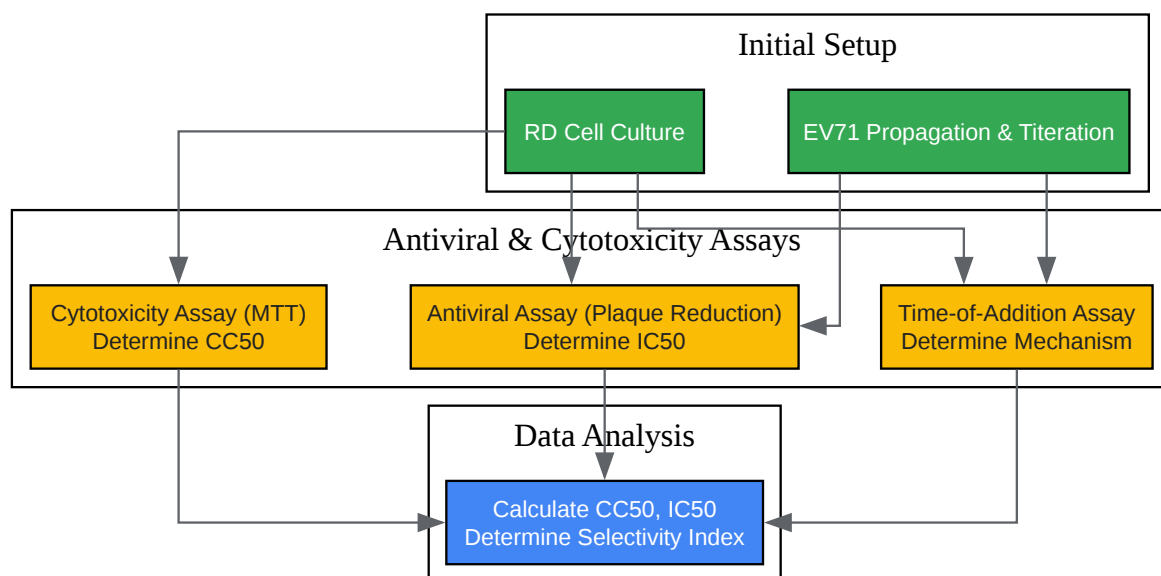 Initial Setup
RD Cell Culture
EV71 Propagation & Titeration
Antiviral & Cytotoxicity Assays
Cytotoxicity Assay (MTT)
Determine CC50
Antiviral Assay (Plaque Reduction)
Determine IC50
Time-of-Addition Assay
Determine Mechanism
Data Analysis
Calculate CC50, IC50
Determine Selectivity Index